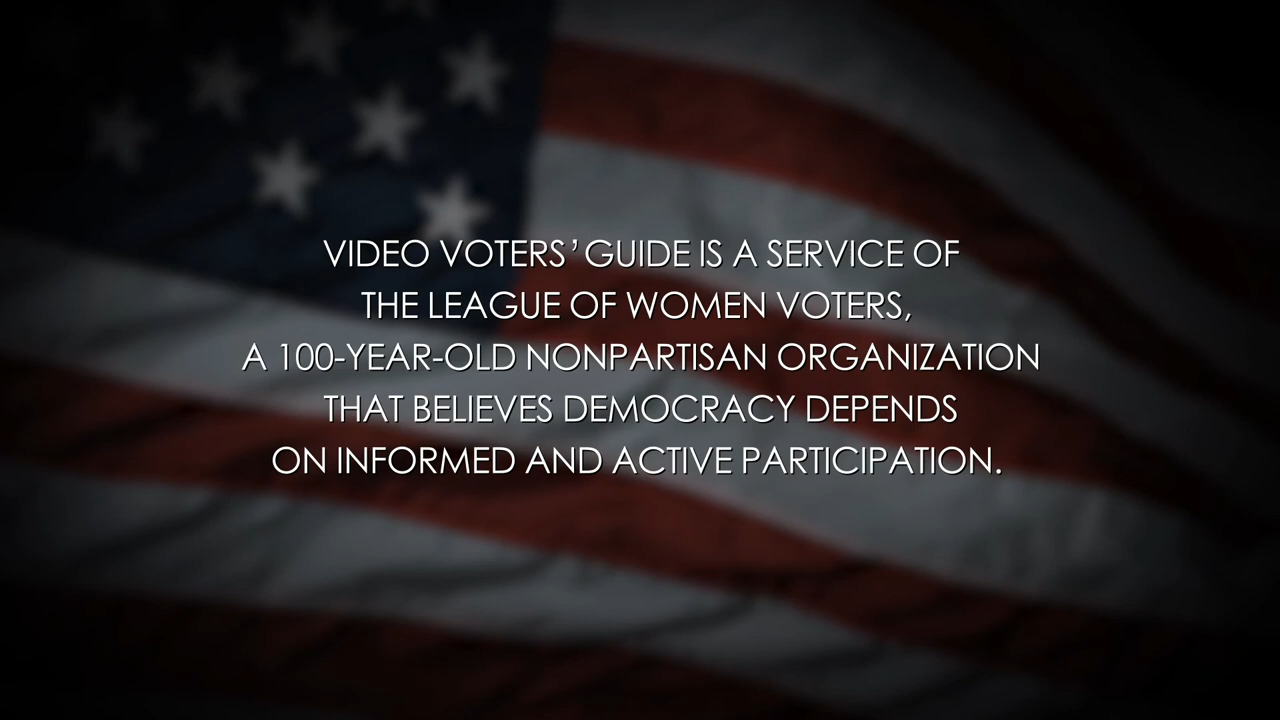 VIDEO VOTERS' GUIDE IS A SERVICE OF
THE LEAGUE OF WOMEN VOTERS,
A 100-YEAR-OLD NONPARTISAN ORGANIZATION
THAT BELIEVES DEMOCRACY DEPENDS
ON INFORMED AND ACTIVE PARTICIPATION.